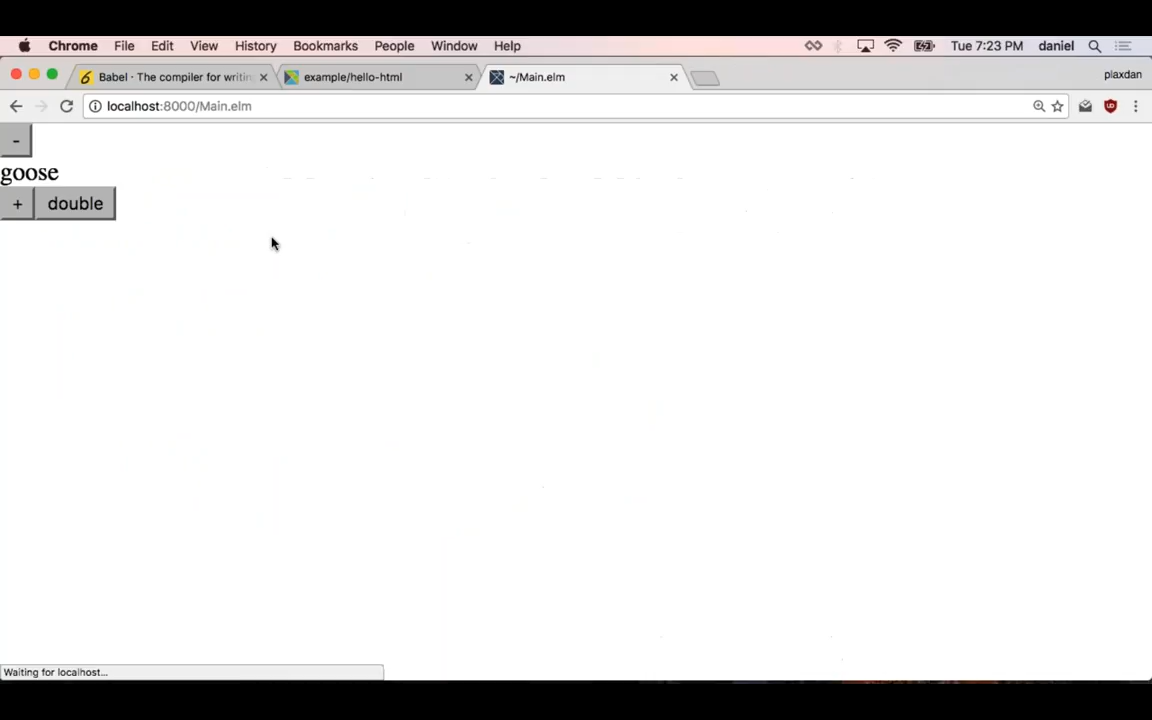 Chrome File Edit View History Bookmarks People Window Help Tue 7:23 PM daniel
Babel · The compiler for writin example/hello-html ~/Main.elm plaxdan
localhost:8000/Main.elm
-
goose
+ double
Waiting for localhost...